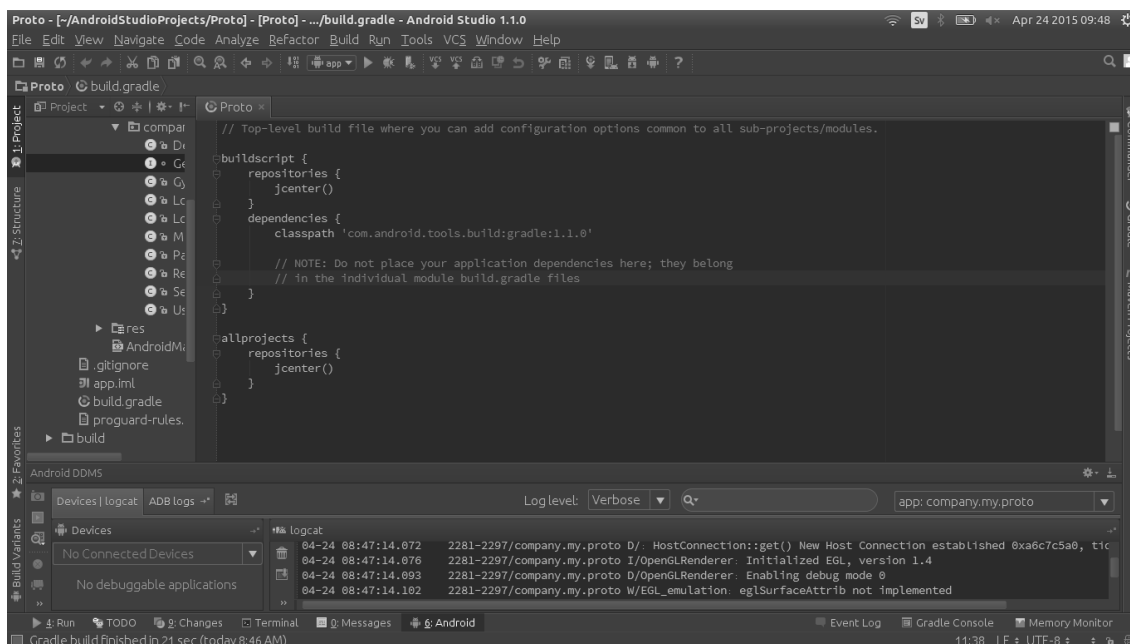 Proto - [~/AndroidStudioProjects/Proto] - [Proto] - .../build.gradle - Android Studio 1.1.0
Sv
Apr 24 2015 09:48
File Edit View Navigate Code Analyze Refactor Build Run Tools VCS Window Help
app
VCS VCS
?
Proto build.gradle
Project
Proto
1: Project
Z: Structure
2: Favorites
Build Variants
compar
res
.gitignore
app.iml
build.gradle
proguard-rules.
build
// Top-level build file where you can add configuration options common to all sub-projects/modules.
buildscript {
repositories {
jcenter()
}
dependencies {
classpath 'com.android.tools.build:gradle:1.1.0'
// NOTE: Do not place your application dependencies here; they belong
// in the individual module build.gradle files
}
}
allprojects {
repositories {
jcenter()
}
}
Android DDMS
Devices | logcat ADB logs
Log level: Verbose
app: company.my.proto
Devices
No Connected Devices
No debuggable applications
logcat
04-24 08:47:14.072 2281-2297/company.my.proto D/: HostConnection::get() New Host Connection established 0xa6c7c5a0, tic
04-24 08:47:14.076 2281-2297/company.my.proto I/OpenGLRenderer: Initialized EGL, version 1.4
04-24 08:47:14.093 2281-2297/company.my.proto D/OpenGLRenderer: Enabling debug mode 0
04-24 08:47:14.102 2281-2297/company.my.proto W/EGL_emulation: eglSurfaceAttrib not implemented
4: Run TODO 9: Changes Terminal 0: Messages 6: Android Event Log Gradle Console Memory Monitor
Gradle build finished in 21 sec (today 8:46 AM) 11:38 LF UTF-8